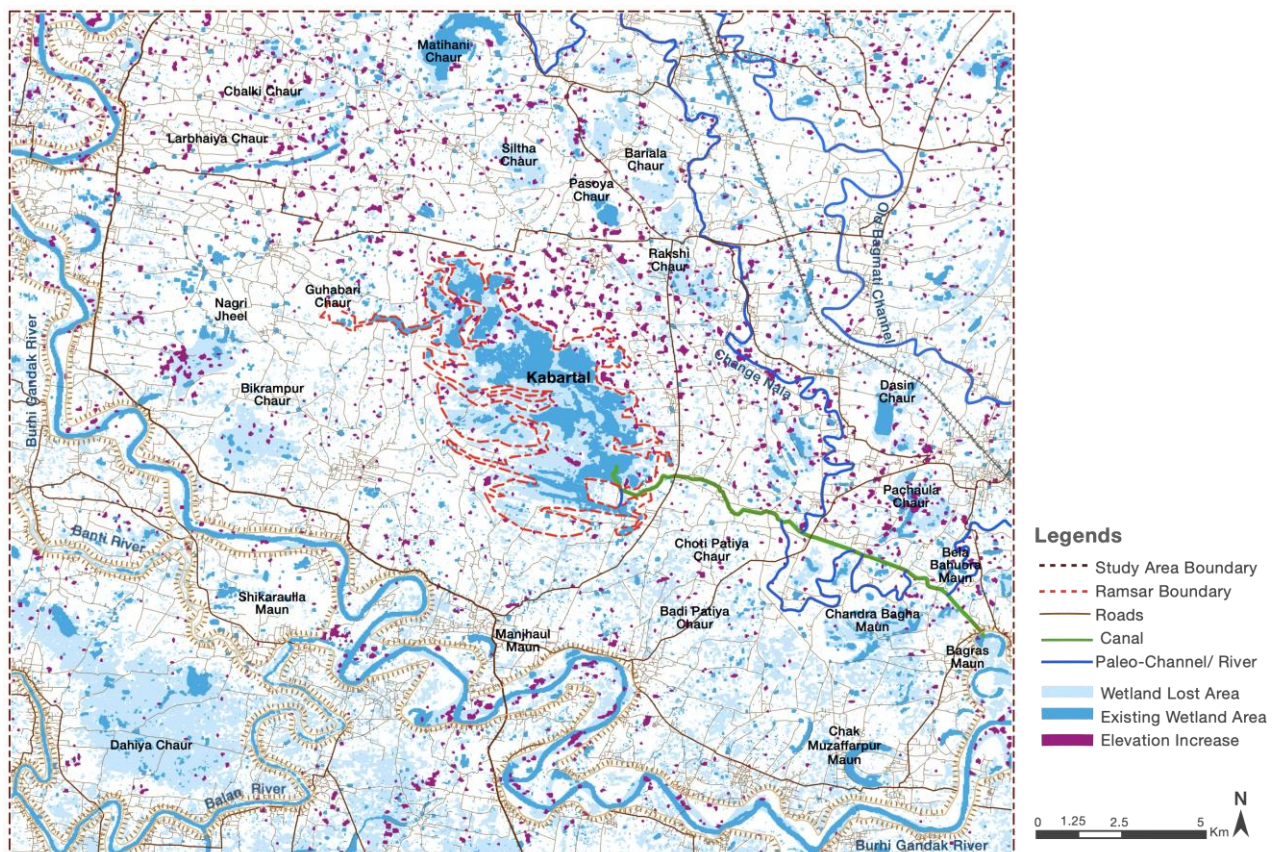 Matihani
Chaur
Chalki Chaur
Larbhaiya Chaur
Siltha
Chaur
Bariala
Chaur
Pasoya
Chaur
Old Bagmati Channel
Rakshi
Chaur
Guhabari
Chaur
Nagri
Jheel
Burhi Gandak River
Kabartal
Change Nala
Bikrampur
Chaur
Dasin
Chaur
Pachaula
Chaur
Banti River
Choti Patiya
Chaur
Bela
Bahuora
Maun
Shikaraulla
Maun
Badi Patiya
Chaur
Chandra Bagha
Maun
Manjhaul
Maun
Bagras
Maun
Dahiya Chaur
Chak
Muzaffarpur
Maun
Balan River
Burhi Gandak River
Legends
Study Area Boundary
Ramsar Boundary
Roads
Canal
Paleo-Channel/ River
Wetland Lost Area
Existing Wetland Area
Elevation Increase
N
0 1.25 2.5 5
Km